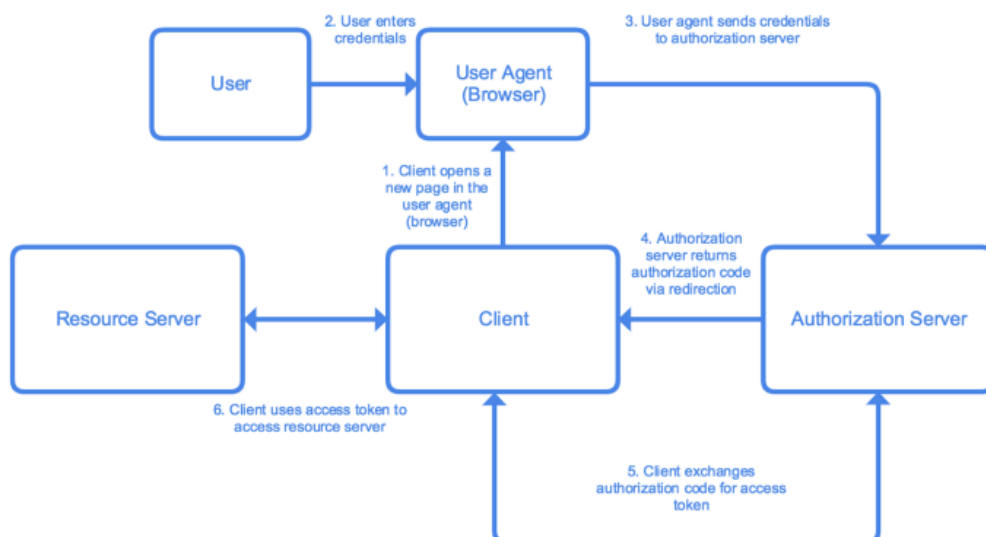 2. User enters
credentials
3. User agent sends credentials
to authorization server
User
User Agent
(Browser)
1. Client opens a
new page in the
user agent
(browser)
4. Authorization
server returns
authorization code
via redirection
Resource Server
Client
Authorization Server
6. Client uses access token to
access resource server
5. Client exchanges
authorization code for access
token